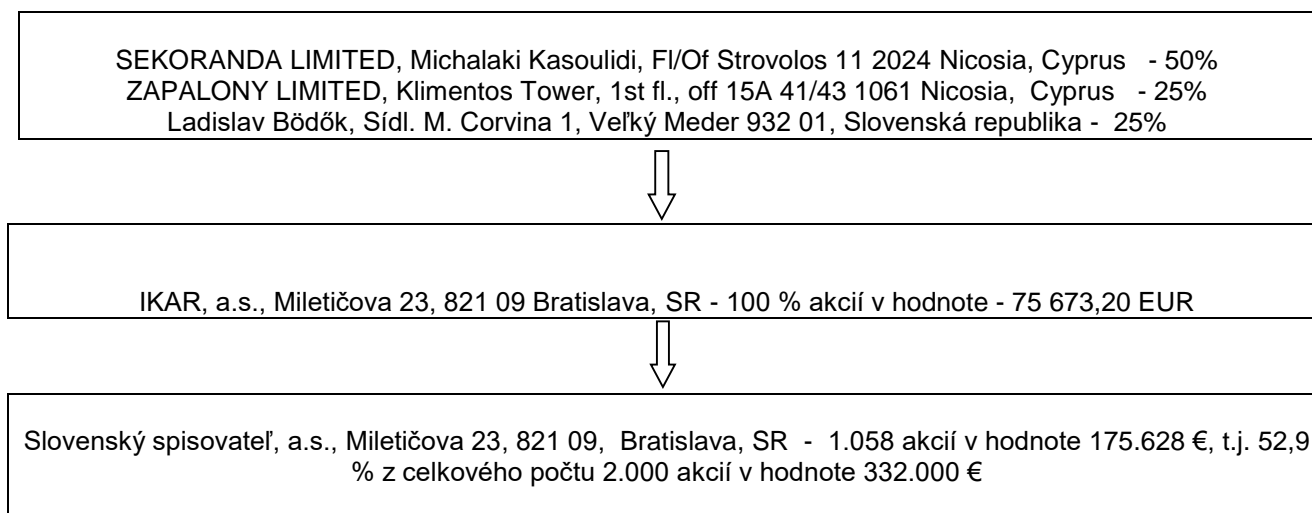 SEKORANDA LIMITED, Michalaki Kasoulidi, Fl/Of Strovolos 11 2024 Nicosia, Cyprus - 50%
ZAPALONY LIMITED, Klimentos Tower, 1st fl., off 15A 41/43 1061 Nicosia, Cyprus - 25%
Ladislav Bödők, Sídl. M. Corvina 1, Veľký Meder 932 01, Slovenská republika - 25%
IKAR, a.s., Miletičova 23, 821 09 Bratislava, SR - 100 % akcií v hodnote - 75 673,20 EUR
Slovenský spisovateľ, a.s., Miletičova 23, 821 09, Bratislava, SR - 1.058 akcií v hodnote 175.628 €, t.j. 52,9
% z celkového počtu 2.000 akcií v hodnote 332.000 €